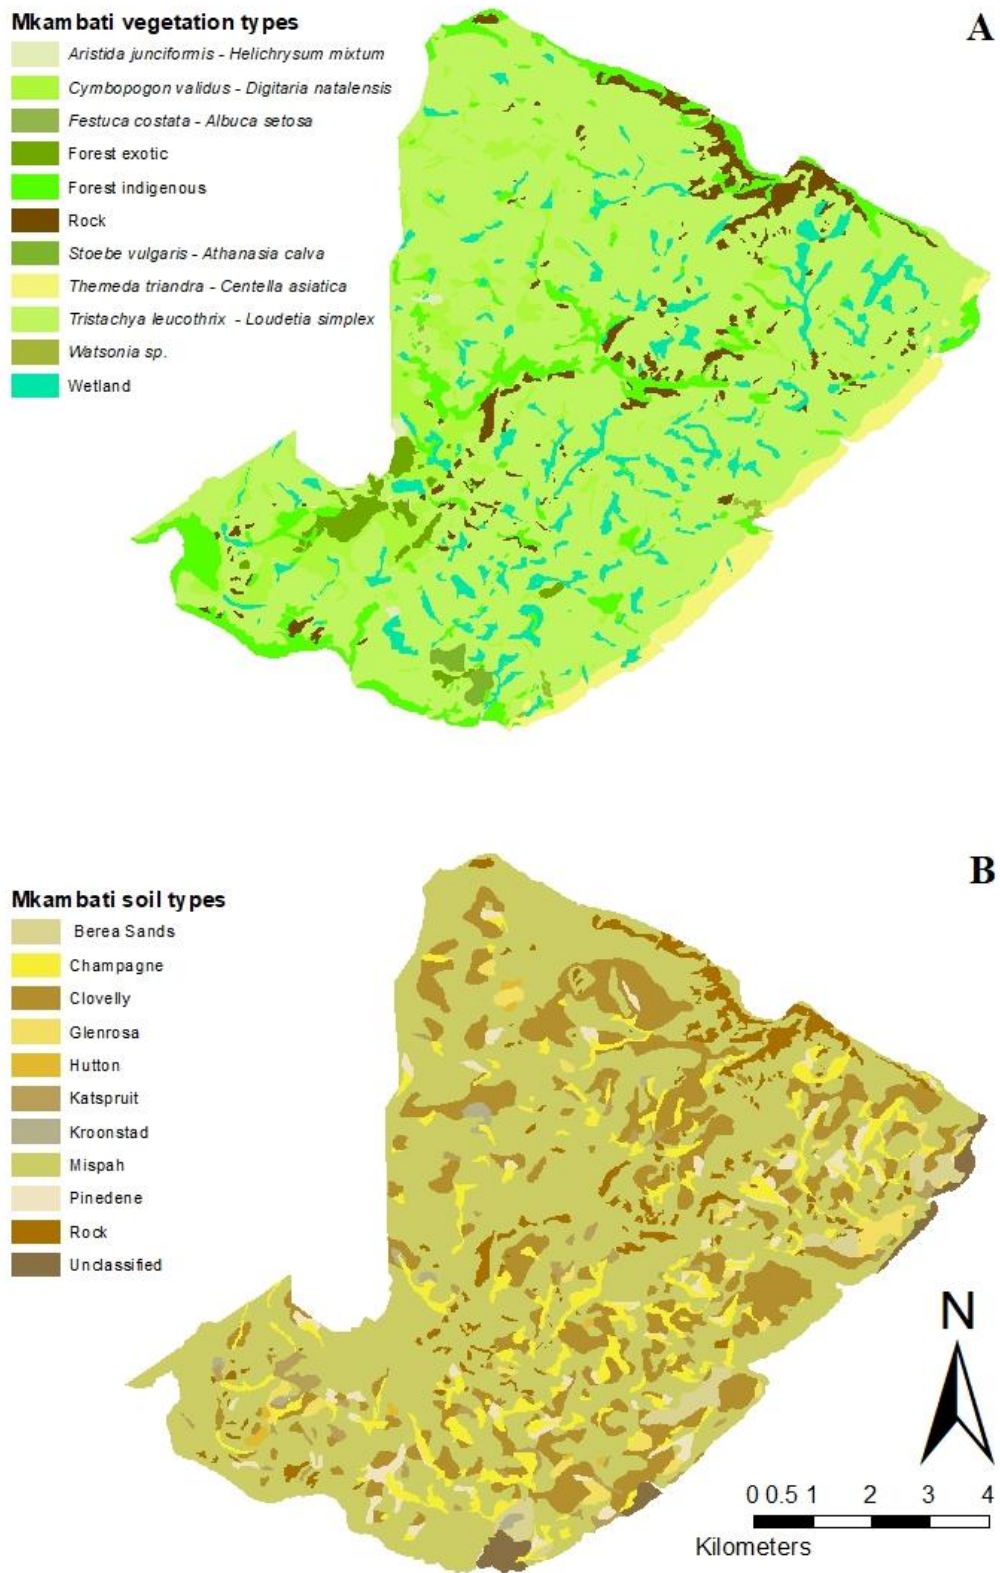 Mkambati vegetation types
A
Aristida junciformis - Helichrysum mixtum
Cymbopogon validus - Digitaria natalensis
Festuca costata - Albuca setosa
Forest exotic
Forest indigenous
Rock
Stoebe vulgaris - Athanasia calva
Themeda triandra - Centella asiatica
Tristachya leucothrix - Loudetia simplex
Watsonia sp.
Wetland
B
Mkambati soil types
Berea Sands
Champagne
Clovelly
Glenrosa
Hutton
Katspruit
Kroonstad
Mispah
Pinedene
Rock
Unclassified
N
0 0.5 1 2 3 4
Kilometers